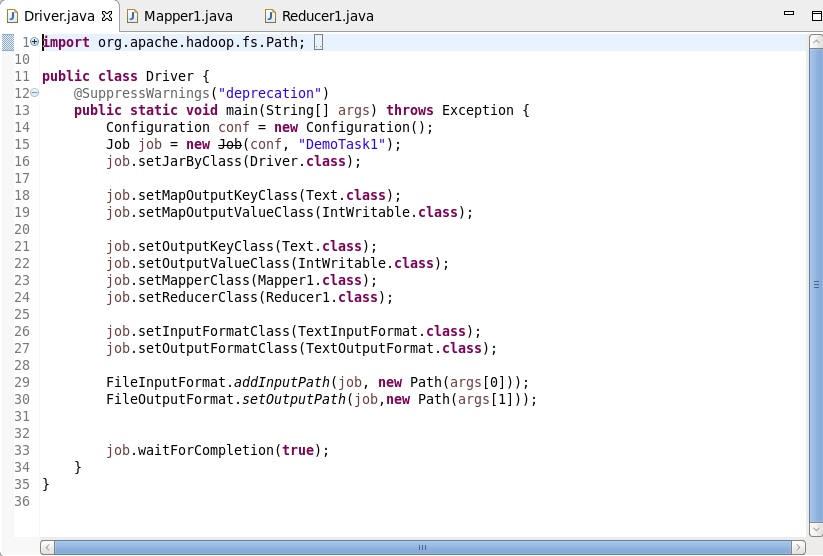 Driver.java Mapper1.java Reducer1.java
1 import org.apache.hadoop.fs.Path;
10
11 public class Driver {
12     @SuppressWarnings("deprecation")
13     public static void main(String[] args) throws Exception {
14         Configuration conf = new Configuration();
15         Job job = new Job(conf, "DemoTask1");
16         job.setJarByClass(Driver.class);
17
18         job.setMapOutputKeyClass(Text.class);
19         job.setMapOutputValueClass(IntWritable.class);
20
21         job.setOutputKeyClass(Text.class);
22         job.setOutputValueClass(IntWritable.class);
23         job.setMapperClass(Mapper1.class);
24         job.setReducerClass(Reducer1.class);
25
26         job.setInputFormatClass(TextInputFormat.class);
27         job.setOutputFormatClass(TextOutputFormat.class);
28
29         FileInputFormat.addInputPath(job, new Path(args[0]));
30         FileOutputFormat.setOutputPath(job,new Path(args[1]));
31
32
33         job.waitForCompletion(true);
34     }
35 }
36